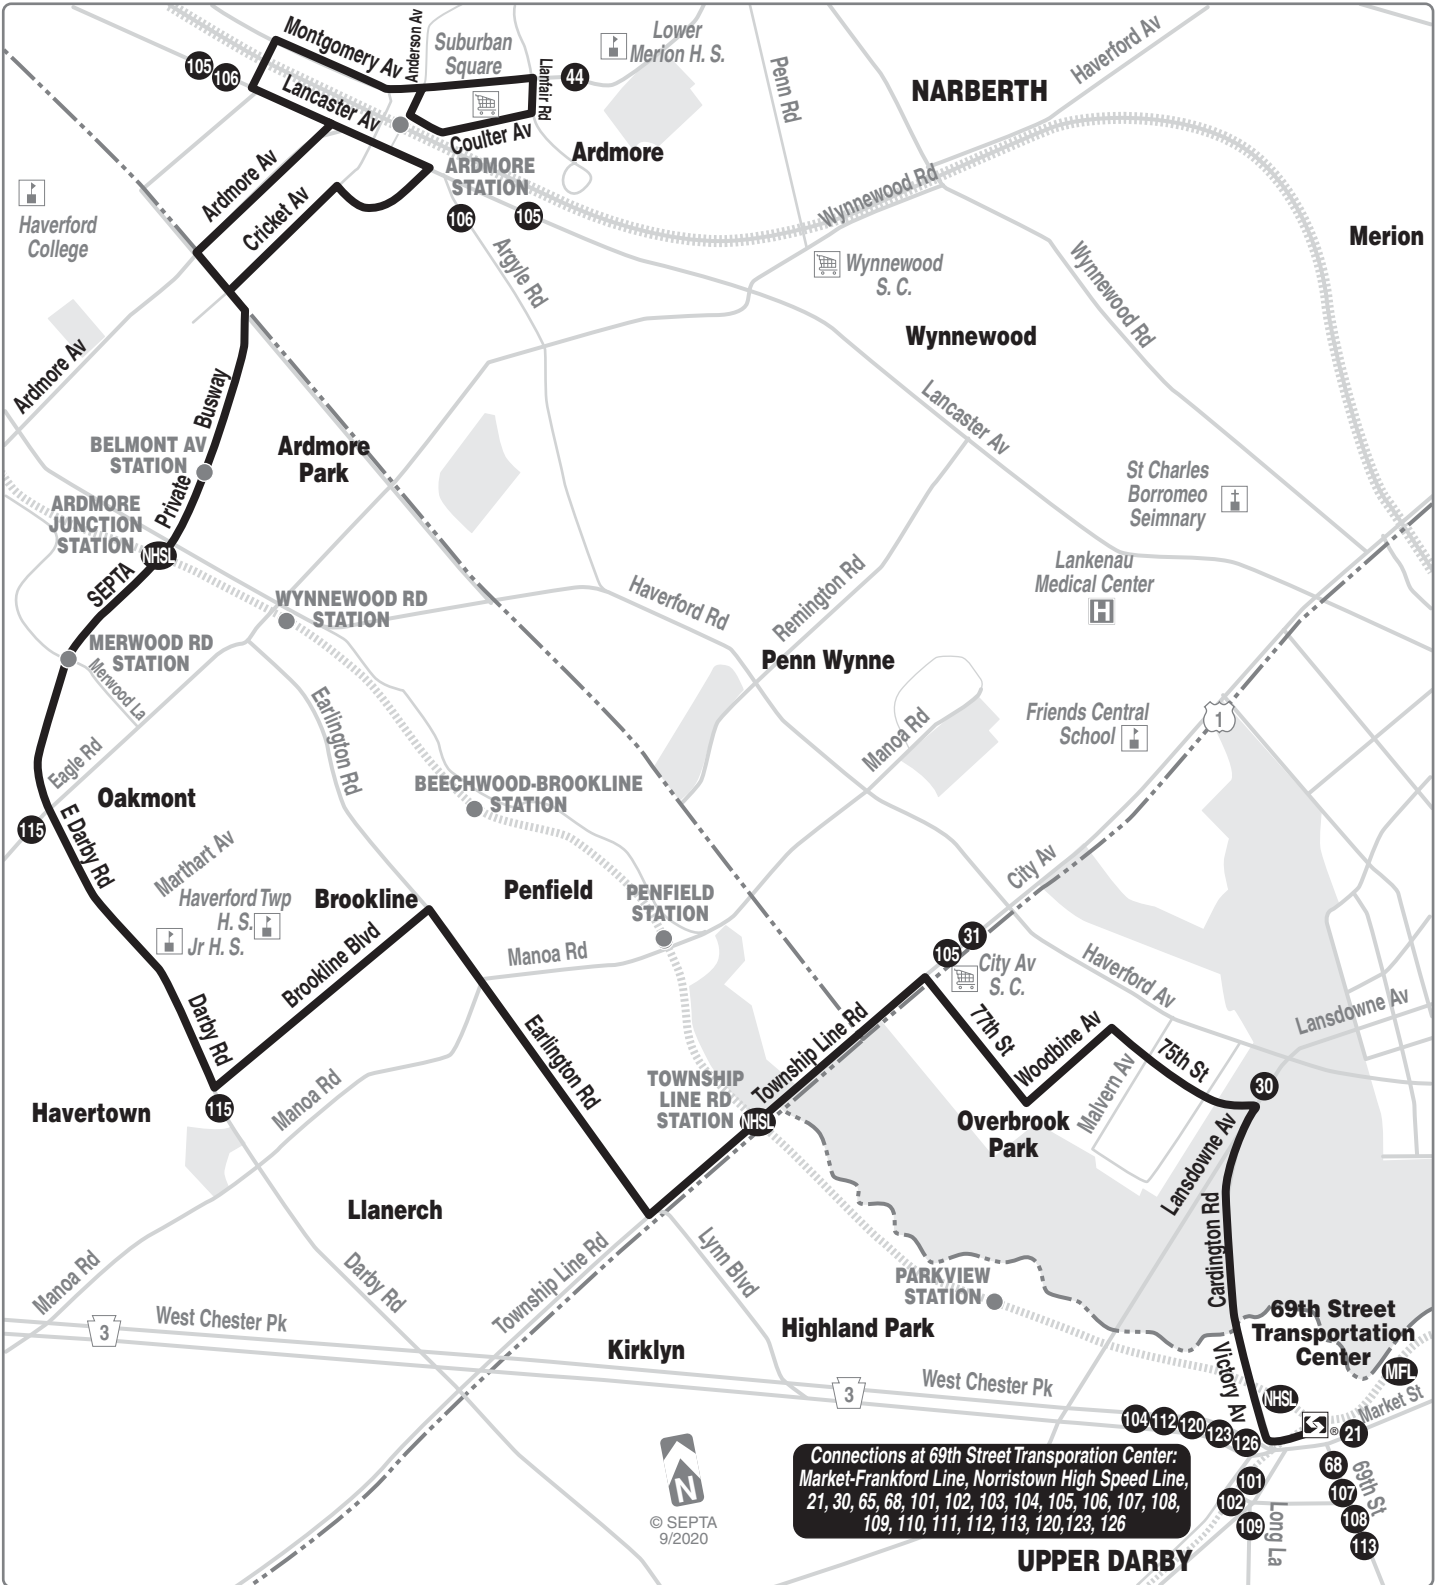 Montgomery Av
Anderson Av
Suburban
Square
Llanfair Rd
44
Lower
Merion H. S.
Penn Rd
NARBERTH
Haverford Av
105
106
Lancaster Av
Coulter Av
ARDMORE
STATION
Ardmore
106
105
Ardmore Av
Cricket Av
Argyle Rd
Haverford
College
Wynnewood Rd
Merion
Wynnewood
S. C.
Wynnewood Rd
Wynnewood
Ardmore Av
Busway
Private
SEPTA
BELMONT AV
STATION
Ardmore
Park
Lancaster Av
ARDMORE
JUNCTION
STATION
NHSL
St Charles
Borromeo
Seimnary
Lankenau
Medical Center
H
WYNNEWOOD RD
STATION
Haverford Rd
Remington Rd
MERWOOD RD
STATION
Merwood La
Penn Wynne
Earlington Rd
Manoa Rd
Friends Central
School
1
Eagle Rd
Oakmont
BEECHWOOD-BROOKLINE
STATION
115
E Darby Rd
Marthart Av
City Av
Haverford Twp
H. S.
Jr H. S.
Brookline
Penfield
PENFIELD
STATION
Brookline Blvd
Manoa Rd
31
105
City Av
S. C.
Haverford Av
Lansdowne Av
Darby Rd
Earlington Rd
Township Line Rd
77th St
Woodbine Av
75th St
Malvern Av
30
TOWNSHIP
LINE RD
STATION
NHSL
Havertown
115
Manoa Rd
Overbrook
Park
Lansdowne Av
Llanerch
Cardington Rd
Manoa Rd
Darby Rd
Township Line Rd
Lynn Blvd
PARKVIEW
STATION
3
West Chester Pk
Kirklyn
Highland Park
69th Street
Transportation
Center
MFL
Victory Av
NHSL
3
West Chester Pk
Market St
104
112
120
123
126
®
21
N
© SEPTA
9/2020
Connections at 69th Street Transporation Center:
Market-Frankford Line, Norristown High Speed Line,
21, 30, 65, 68, 101, 102, 103, 104, 105, 106, 107, 108,
109, 110, 111, 112, 113, 120,123, 126
101
102
109
Long La
68
69th St
107
108
113
UPPER DARBY